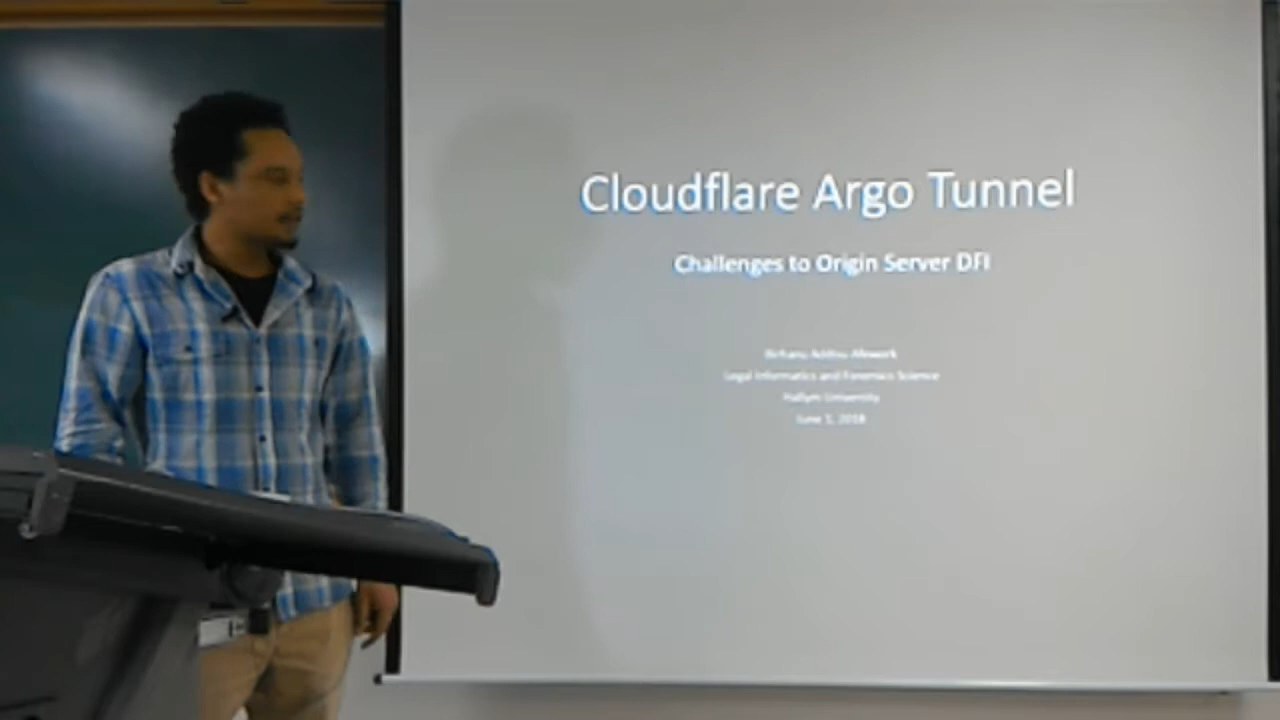 Cloudflare Argo Tunnel
Challenges to Origin Server DFI
Legal Informatics and Forensics Science
Hallym University
June 1, 2018